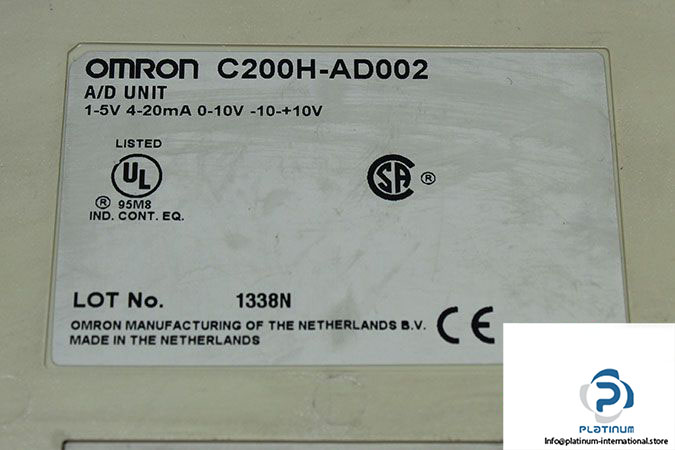 OMRON C200H-AD002
A/D UNIT
1-5V 4-20mA 0-10V -10-+10V
LISTED
UL
® 95M8
IND. CONT. EQ.
SA ®
LOT No. 1338N
OMRON MANUFACTURING OF THE NETHERLANDS B.V.
MADE IN THE NETHERLANDS
CE
PLATINUM
Info@platinum-international.store